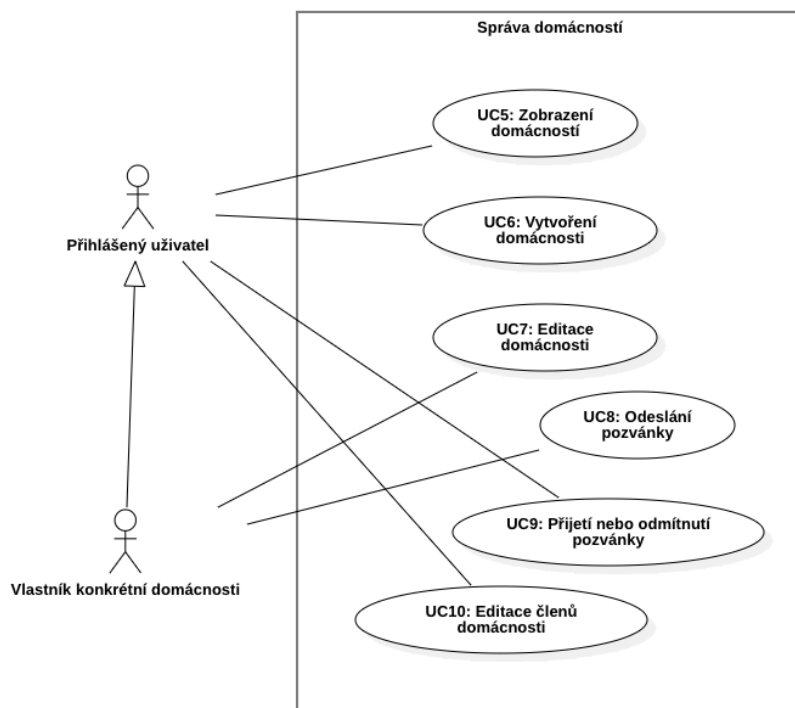 Správa domácností
UC5: Zobrazení
domácností
UC6: Vytvoření
domácnosti
Přihlášený uživatel
UC7: Editace
domácnosti
UC8: Odeslání
pozvánky
UC9: Přijetí nebo odmítnutí
pozvánky
Vlastník konkrétní domácnosti
UC10: Editace členů
domácnosti